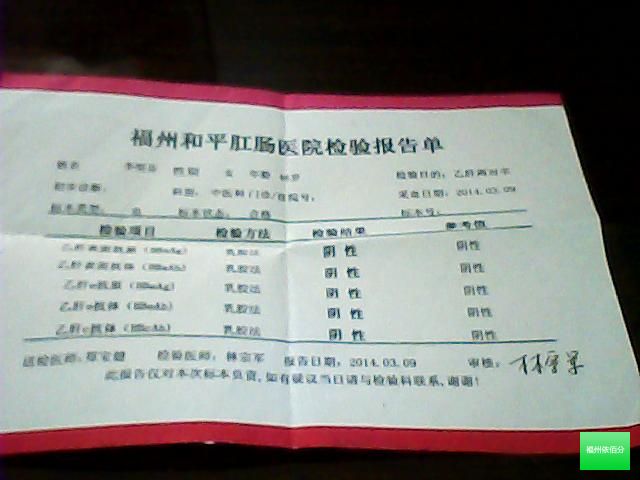 福州和平肛肠医院检验报告单
姓名 性别 女 年龄 检验目的：乙肝两对半
初步诊断： 科别：中医科门诊/住院号： 采血日期：2014.03.09
标本类型： 血 标本状态： 合格 标本号：
检验项目 检验方法 检验结果 参考值
乙肝表面抗原（HBsAg） 乳胶法 阴 性 阴性
乙肝表面抗体（HBsAb） 乳胶法 阴 性 阴性
乙肝e抗原（HBeAg） 乳胶法 阴 性 阴性
乙肝e抗体（HBeAb） 乳胶法 阴 性 阴性
乙肝c抗体（HBcAb） 乳胶法 阴 性 阴性
送检医师： 检验医师：林宗军 报告日期：2014.03.09 审核：
此报告仅对本次标本负责，如有疑议当日请与检验科联系，谢谢！
福州依佰分